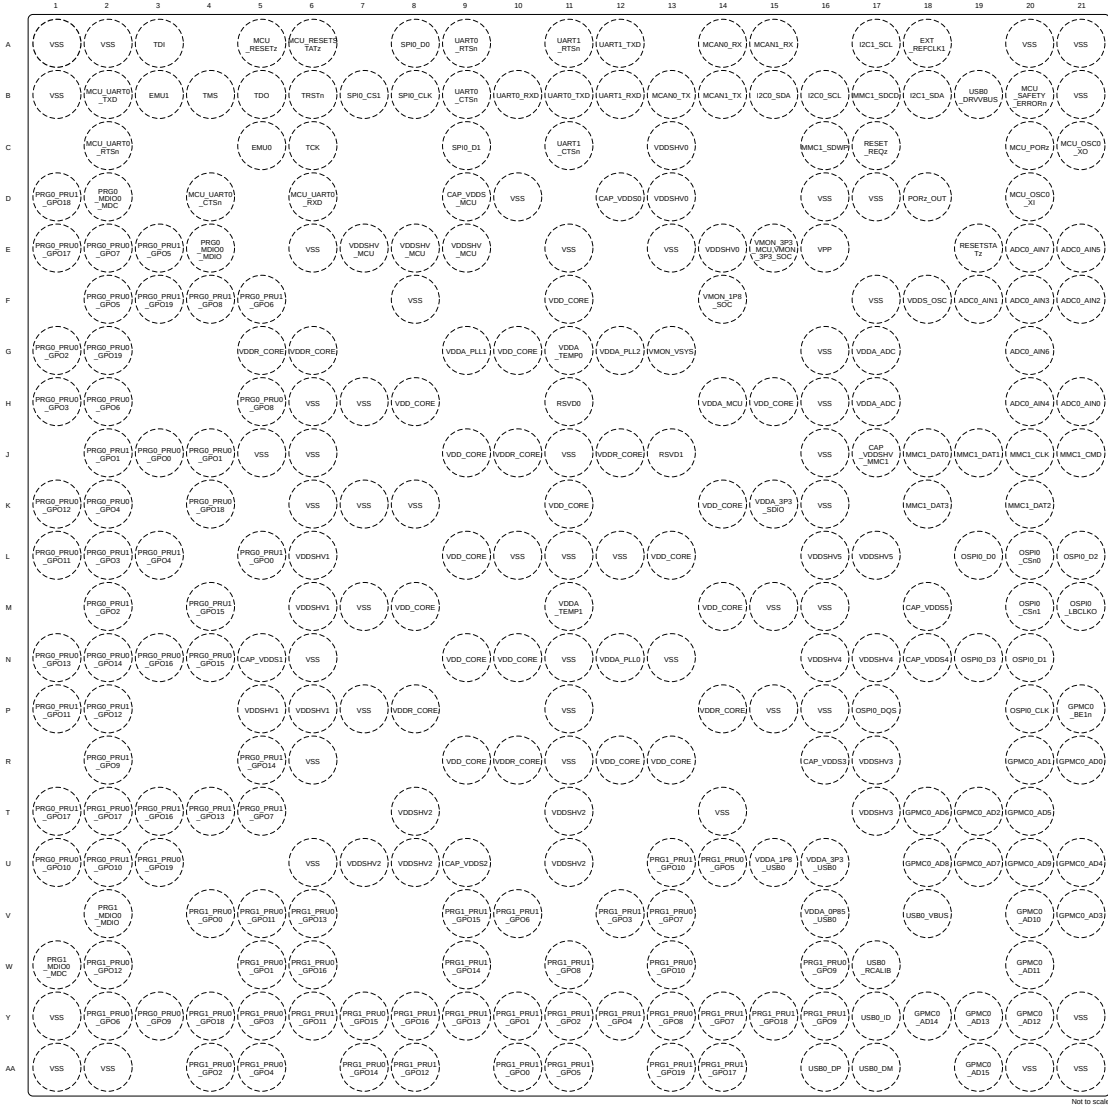 1 2 3 4 5 6 7 8 9 10 11 12 13 14 15 16 17 18 19 20 21
A VSS VSS TDI MCU_RESETz MCU_RESETSTATz SPI0_D0 UART0_RTSn UART1_RTSn UART1_TXD MCAN0_RX MCAN1_RX I2C1_SCL EXT_REFCLK1 VSS VSS
B VSS MCU_UART0_TXD EMU1 TMS TDO TRSTn SPI0_CS1 SPI0_CLK UART0_CTSn UART0_RXD UART0_TXD UART1_RXD MCAN0_TX MCAN1_TX I2C0_SDA I2C0_SCL MMC1_SDCD I2C1_SDA USB0_DRVVBUS MCU_SAFETY_ERRORn VSS
C MCU_UART0_RTSn EMU0 TCK SPI0_D1 UART1_CTSn VDDSHV0 MMC1_SDWP RESET_REQz MCU_PORz MCU_OSC0_XO
D PRG0_PRU1_GPO18 PRG0_MDIO0_MDC MCU_UART0_CTSn MCU_UART0_RXD CAP_VDDS_MCU VSS CAP_VDDS0 VDDSHV0 VSS VSS PORz_OUT MCU_OSC0_XI
E PRG0_PRU0_GPO17 PRG0_PRU0_GPO7 PRG0_PRU1_GPO5 PRG0_MDIO0_MDIO VSS VDDSHV_MCU VDDSHV_MCU VDDSHV_MCU VSS VSS VDDSHV0 VMON_3P3_MCU,VMON_3P3_SOC VPP RESETSTATz ADC0_AIN7 ADC0_AIN5
F PRG0_PRU0_GPO5 PRG0_PRU1_GPO19 PRG0_PRU1_GPO8 PRG0_PRU1_GPO6 VSS VDD_CORE VMON_1P8_SOC VSS VDDS_OSC ADC0_AIN1 ADC0_AIN3 ADC0_AIN2
G PRG0_PRU0_GPO2 PRG0_PRU0_GPO19 VDDR_CORE VDDR_CORE VDDA_PLL1 VDD_CORE VDDA_TEMP0 VDDA_PLL2 VMON_VSYS VSS VDDA_ADC ADC0_AIN6
H PRG0_PRU0_GPO3 PRG0_PRU0_GPO6 PRG0_PRU0_GPO8 VSS VSS VDD_CORE RSVD0 VDDA_MCU VDD_CORE VSS VDDA_ADC ADC0_AIN4 ADC0_AIN0
J PRG0_PRU1_GPO1 PRG0_PRU0_GPO0 PRG0_PRU0_GPO1 VSS VSS VDD_CORE VDDR_CORE VSS VDDR_CORE RSVD1 VSS CAP_VDDSHV_MMC1 MMC1_DAT0 MMC1_DAT1 MMC1_CLK MMC1_CMD
K PRG0_PRU0_GPO12 PRG0_PRU0_GPO4 PRG0_PRU0_GPO18 VSS VSS VSS VDD_CORE VDD_CORE VDDA_3P3_SDIO VSS MMC1_DAT3 MMC1_DAT2
L PRG0_PRU0_GPO11 PRG0_PRU1_GPO3 PRG0_PRU1_GPO4 PRG0_PRU1_GPO0 VDDSHV1 VDD_CORE VSS VSS VSS VDD_CORE VDDSHV5 VDDSHV5 OSPI0_D0 OSPI0_CSn0 OSPI0_D2
M PRG0_PRU1_GPO2 PRG0_PRU1_GPO15 VDDSHV1 VSS VDD_CORE VDDA_TEMP1 VDD_CORE VSS VSS CAP_VDDS5 OSPI0_CSn1 OSPI0_LBCLKO
N PRG0_PRU0_GPO13 PRG0_PRU0_GPO14 PRG0_PRU0_GPO16 PRG0_PRU0_GPO15 CAP_VDDS1 VSS VDD_CORE VDD_CORE VSS VDDA_PLL0 VSS VDDSHV4 VDDSHV4 CAP_VDDS4 OSPI0_D3 OSPI0_D1
P PRG0_PRU1_GPO11 PRG0_PRU1_GPO12 VDDSHV1 VDDSHV1 VSS VDDR_CORE VSS VDDR_CORE VSS VSS OSPI0_DQS OSPI0_CLK GPMC0_BE1n
R PRG0_PRU1_GPO9 PRG0_PRU1_GPO14 VSS VDD_CORE VDDR_CORE VSS VDD_CORE VDD_CORE CAP_VDDS3 VDDSHV3 GPMC0_AD1 GPMC0_AD0
T PRG0_PRU1_GPO17 PRG1_PRU0_GPO17 PRG0_PRU1_GPO16 PRG0_PRU1_GPO13 PRG0_PRU1_GPO7 VDDSHV2 VDDSHV2 VSS VDDSHV3 GPMC0_AD6 GPMC0_AD2 GPMC0_AD5
U PRG0_PRU0_GPO10 PRG0_PRU1_GPO10 PRG1_PRU0_GPO19 VSS VDDSHV2 VDDSHV2 CAP_VDDS2 VDDSHV2 PRG1_PRU1_GPO10 PRG1_PRU0_GPO5 VDDA_1P8_USB0 VDDA_3P3_USB0 GPMC0_AD8 GPMC0_AD7 GPMC0_AD9 GPMC0_AD4
V PRG1_MDIO0_MDIO PRG1_PRU0_GPO0 PRG1_PRU0_GPO11 PRG1_PRU0_GPO13 PRG1_PRU1_GPO15 PRG1_PRU1_GPO6 PRG1_PRU1_GPO3 PRG1_PRU0_GPO7 VDDA_0P85_USB0 USB0_VBUS GPMC0_AD10 GPMC0_AD3
W PRG1_MDIO0_MDC PRG1_PRU0_GPO12 PRG1_PRU0_GPO1 PRG1_PRU0_GPO16 PRG1_PRU1_GPO14 PRG1_PRU1_GPO8 PRG1_PRU0_GPO10 PRG1_PRU0_GPO9 USB0_RCALIB GPMC0_AD11
Y VSS PRG1_PRU0_GPO6 PRG1_PRU0_GPO9 PRG1_PRU0_GPO18 PRG1_PRU0_GPO3 PRG1_PRU1_GPO11 PRG1_PRU0_GPO15 PRG1_PRU1_GPO16 PRG1_PRU1_GPO13 PRG1_PRU1_GPO1 PRG1_PRU1_GPO2 PRG1_PRU1_GPO4 PRG1_PRU0_GPO8 PRG1_PRU1_GPO7 PRG1_PRU1_GPO18 PRG1_PRU1_GPO9 USB0_ID GPMC0_AD14 GPMC0_AD13 GPMC0_AD12 VSS
AA VSS VSS PRG1_PRU0_GPO2 PRG1_PRU0_GPO4 PRG1_PRU0_GPO14 PRG1_PRU1_GPO12 PRG1_PRU1_GPO0 PRG1_PRU1_GPO5 PRG1_PRU1_GPO19 PRG1_PRU1_GPO17 USB0_DP USB0_DM GPMC0_AD15 VSS VSS
Not to scale